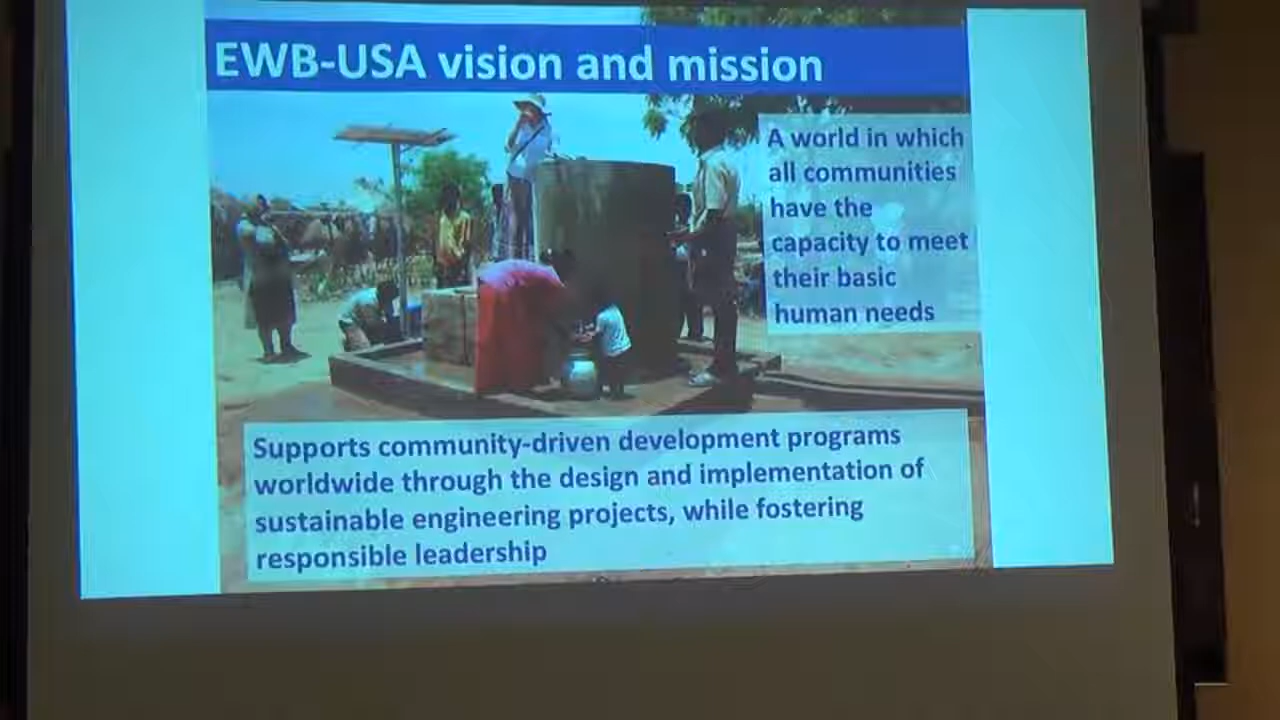 EWB-USA vision and mission
A world in which
all communities
have the
capacity to meet
their basic
human needs
Supports community-driven development programs
worldwide through the design and implementation of
sustainable engineering projects, while fostering
responsible leadership